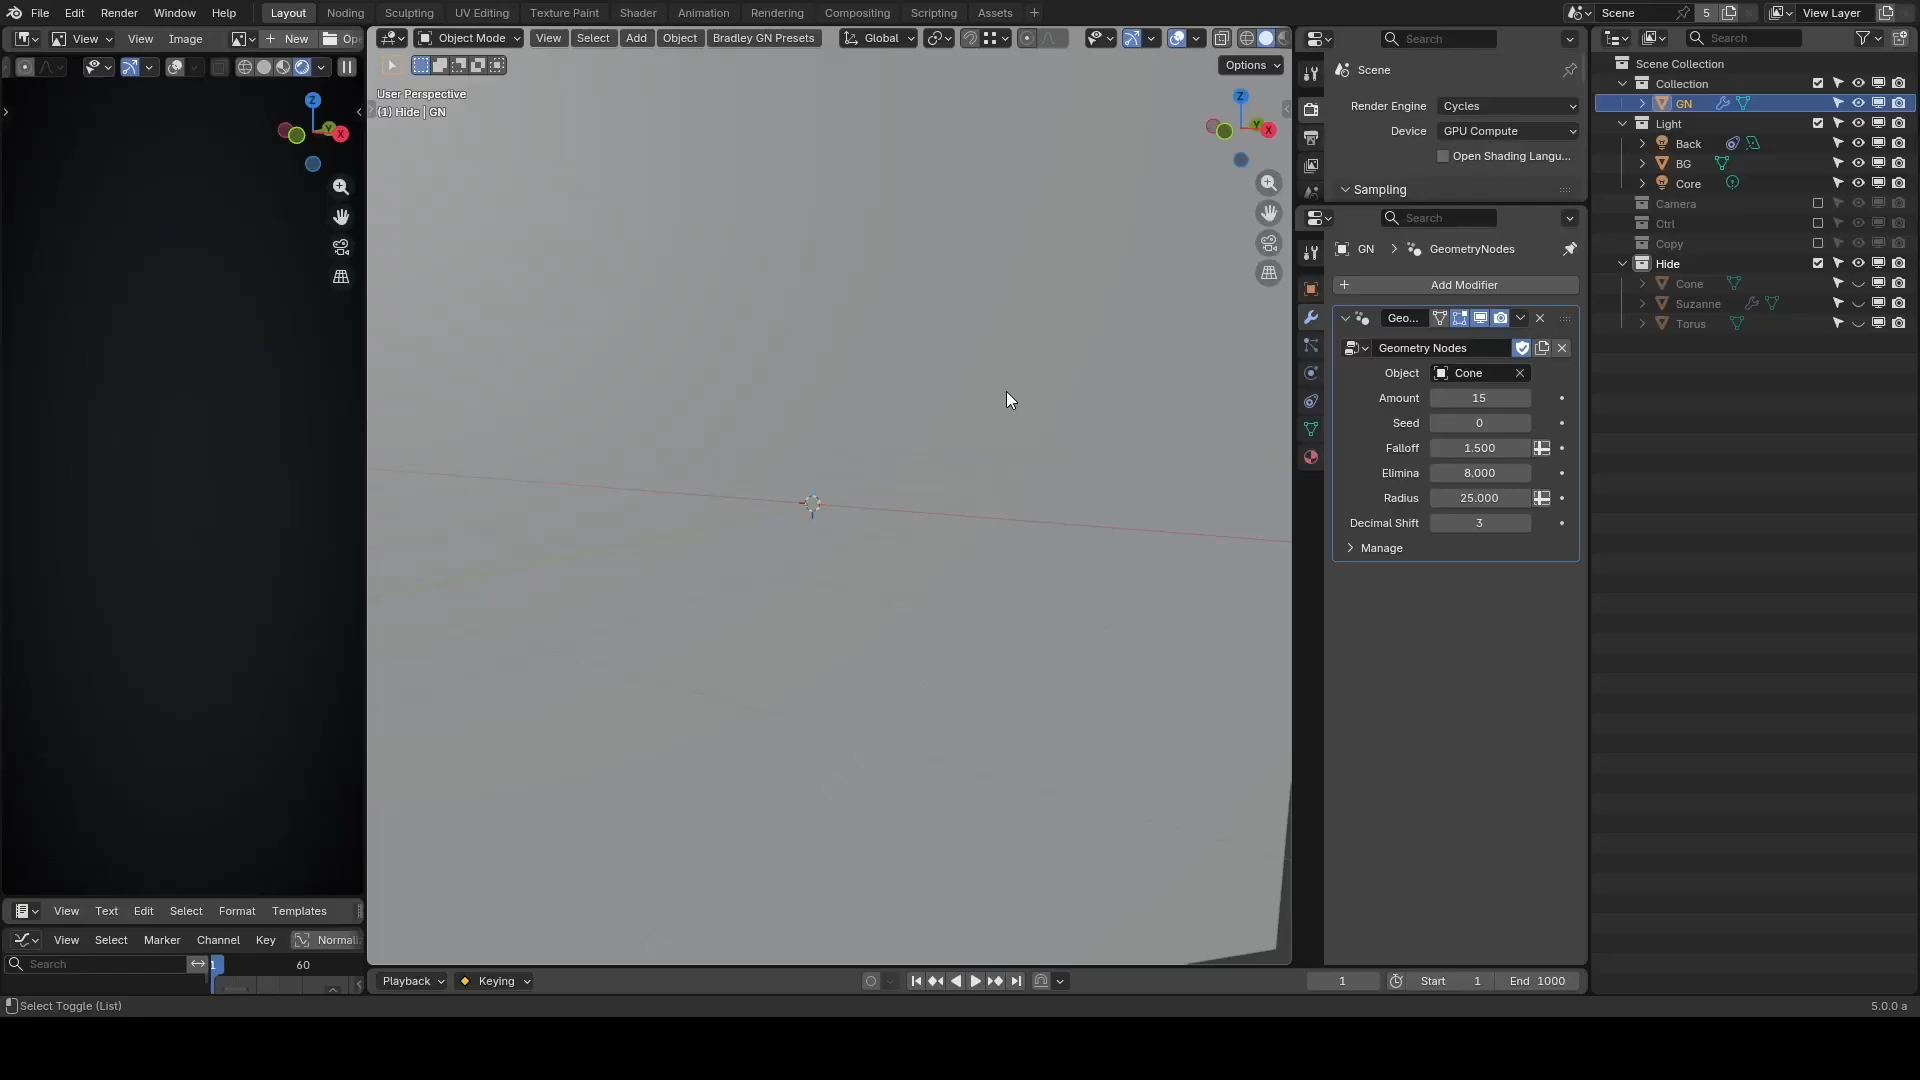 File Edit Render Window Help Layout Noding Sculpting UV Editing Texture Paint Shader Animation Rendering Compositing Scripting Assets + Scene 5 View Layer
View View Image + New Op
Object Mode View Select Add Object Bradley GN Presets Global
Options
User Perspective
(1) Hide | GN
Z
Y
X
Z
Y
X
Search
Scene
Render Engine Cycles
Device GPU Compute
Open Shading Langu...
Sampling
Search
GN > GeometryNodes
+ Add Modifier
Geo...
Geometry Nodes
Object Cone
Amount 15
Seed 0
Falloff 1.500
Elimina 8.000
Radius 25.000
Decimal Shift 3
Manage
Search
Scene Collection
Collection
GN
Light
Back
BG
Core
Camera
Ctrl
Copy
Hide
Cone
Suzanne
Torus
View Text Edit Select Format Templates
View Select Marker Channel Key Normali
Search 1 60
Playback Keying 1 Start 1 End 1000
Select Toggle (List) 5.0.0 a